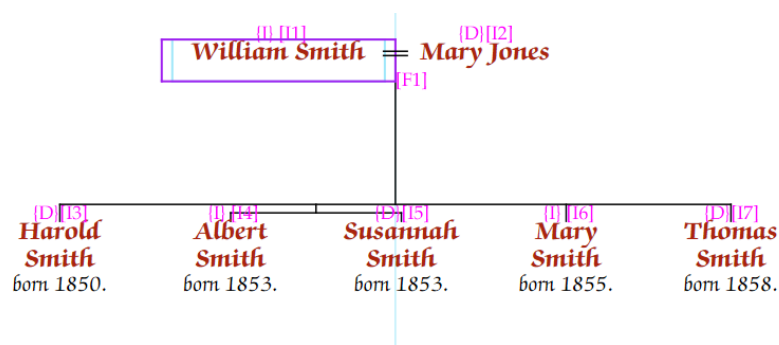 {I} [I1] {D}[I2]
William Smith Mary Jones
[F1]
{D}[I3] {I} [I4] {D}[I5] {I} [I6] {D}[I7]
Harold Albert Susannah Mary Thomas
Smith Smith Smith Smith Smith
born 1850. born 1853. born 1853. born 1855. born 1858.